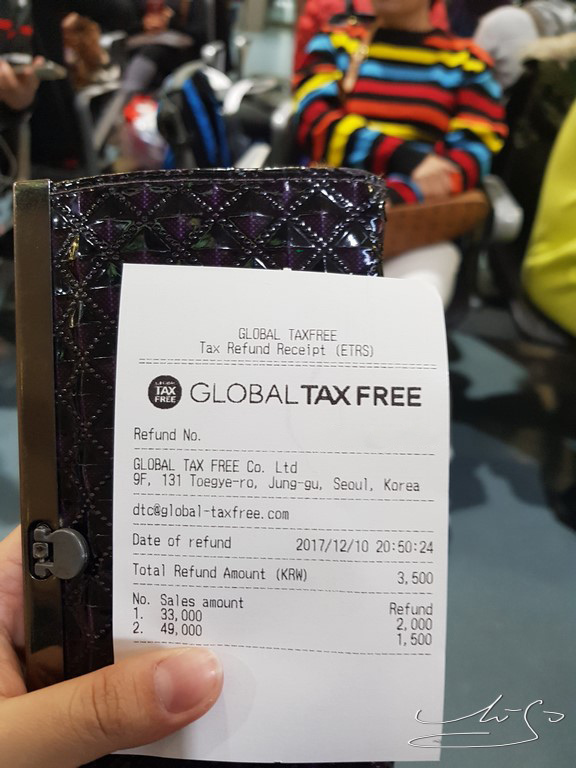 GLOBAL TAXFREE
Tax Refund Receipt (ETRS)
TAX
FREE
GLOBAL TAX FREE
Refund No.
GLOBAL TAX FREE Co. Ltd
9F, 131 Toegye-ro, Jung-gu, Seoul, Korea
dtc@global-taxfree.com
Date of refund 2017/12/10 20:50:24
Total Refund Amount (KRW) 3,500
No. Sales amount Refund
1. 33,000 2,000
2. 49,000 1,500